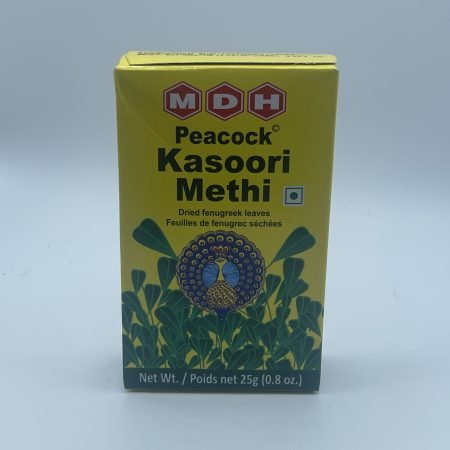 MDH
Peacock©
Kasoori
Methi
Dried fenugreek leaves
Feuilles de fenugrec séchées
Net Wt. / Poids net 25g (0.8 oz.)